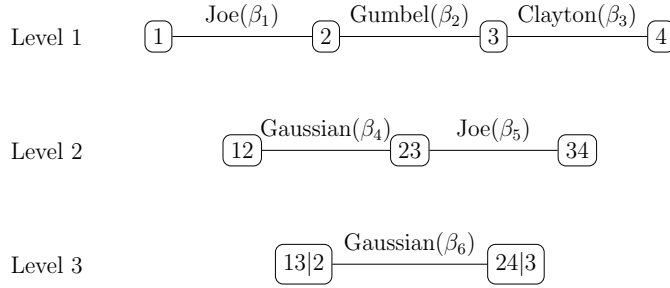 Joe(β₁) Gumbel(β₂) Clayton(β₃)
Level 1 1 2 3 4
Gaussian(β₄) Joe(β₅)
Level 2 12 23 34
Gaussian(β₆)
Level 3 13|2 24|3